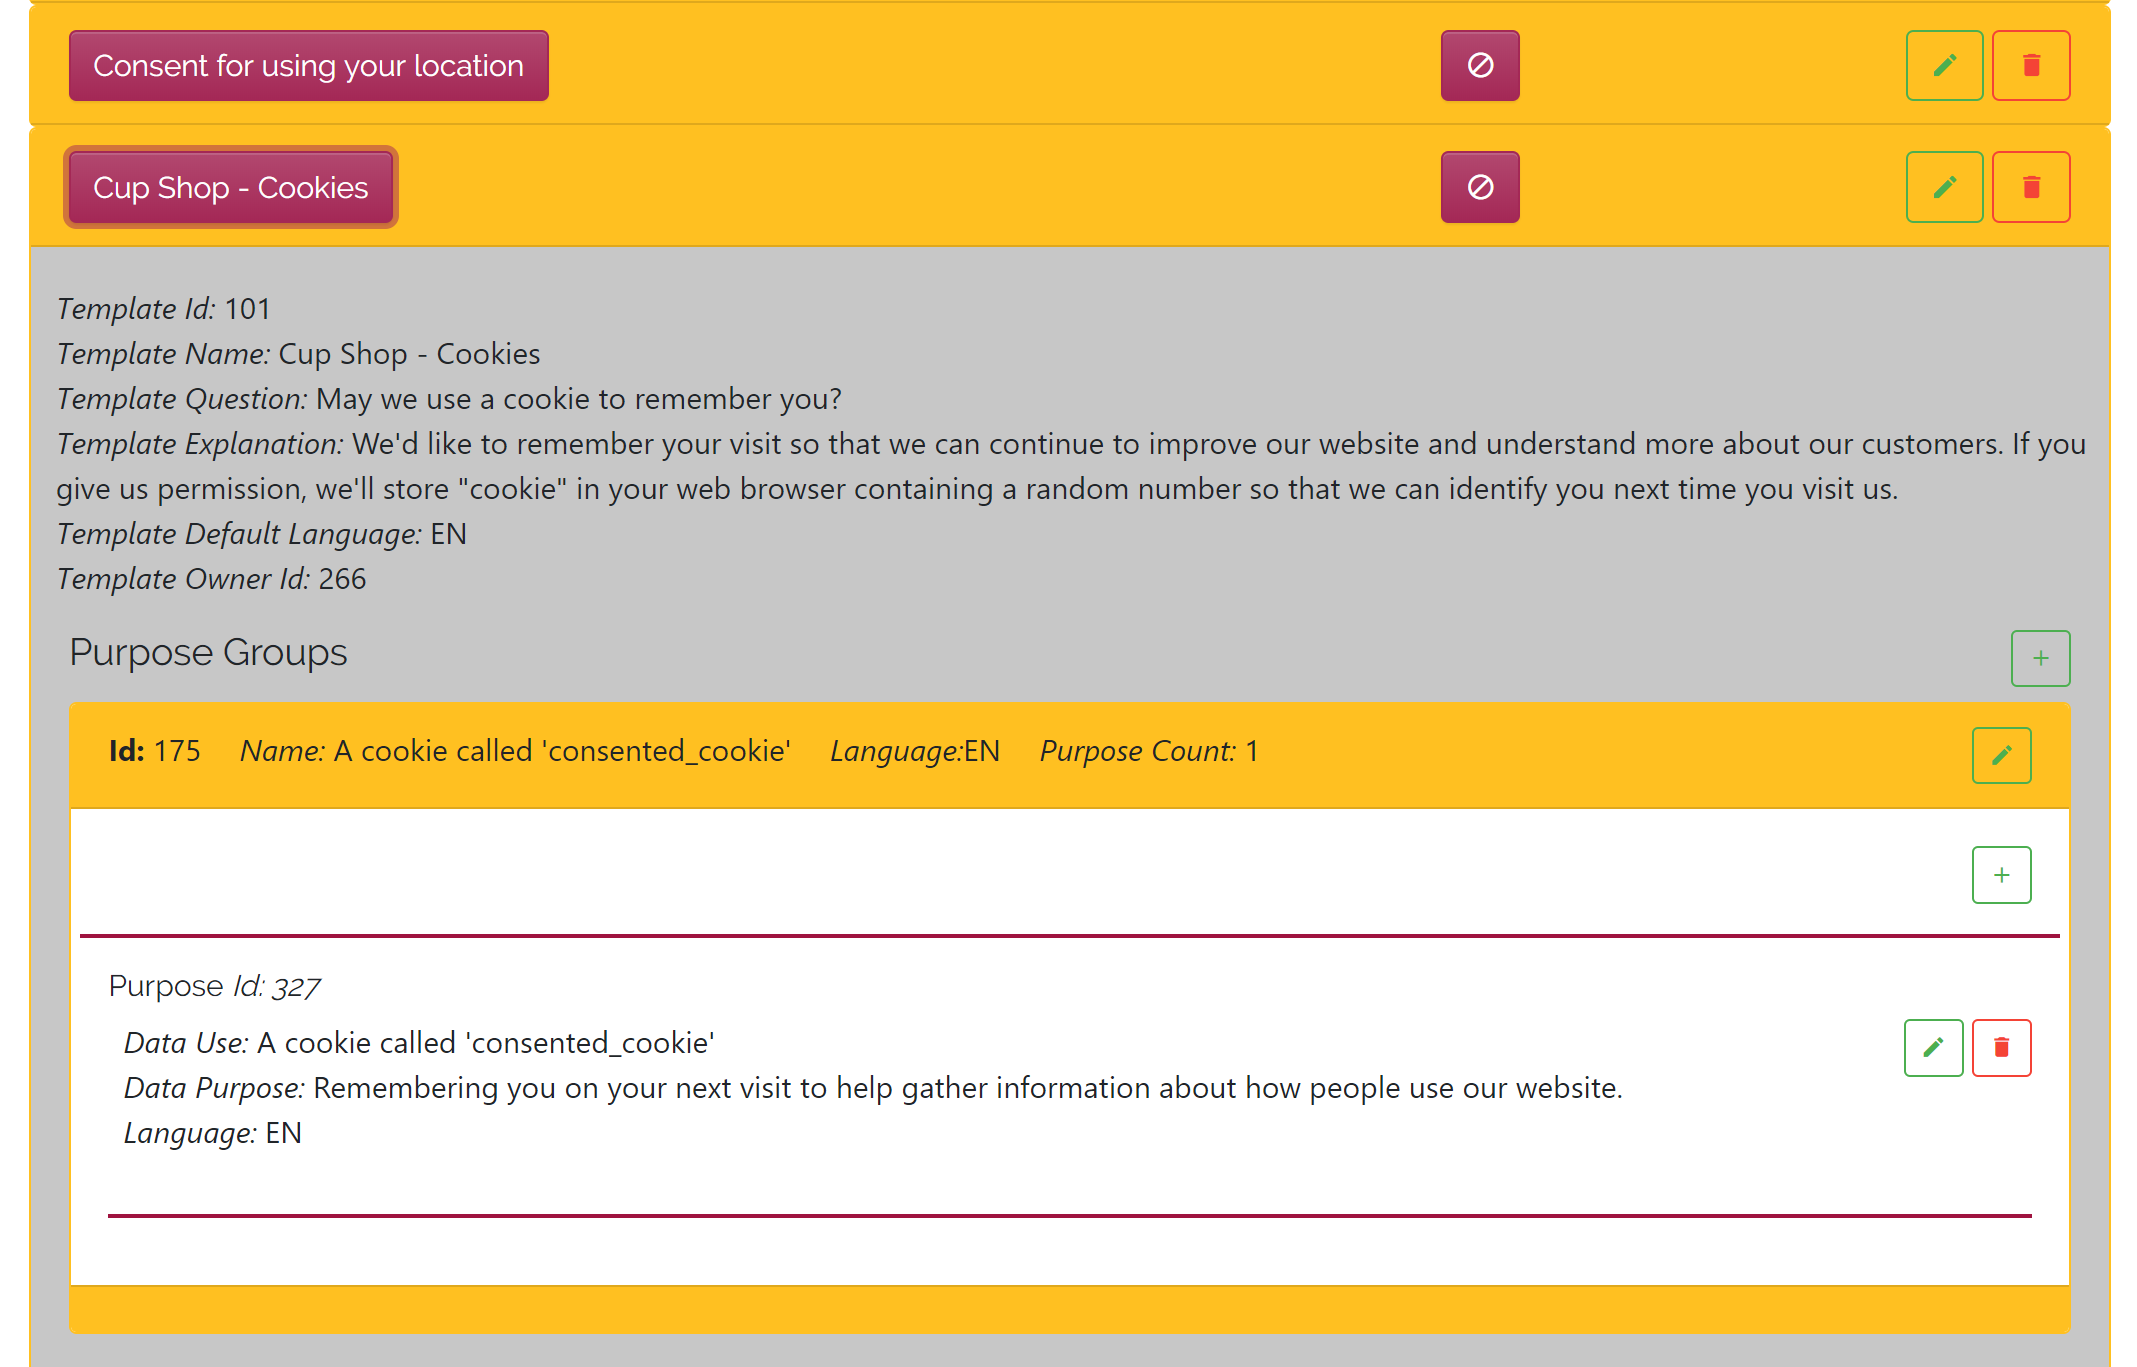 Consent for using your location
Cup Shop - Cookies
Template Id: 101
Template Name: Cup Shop - Cookies
Template Question: May we use a cookie to remember you?
Template Explanation: We'd like to remember your visit so that we can continue to improve our website and understand more about our customers. If you
give us permission, we'll store "cookie" in your web browser containing a random number so that we can identify you next time you visit us.
Template Default Language: EN
Template Owner Id: 266
Purpose Groups
Id: 175 Name: A cookie called 'consented_cookie' Language:EN Purpose Count: 1
Purpose Id: 327
Data Use: A cookie called 'consented_cookie'
Data Purpose: Remembering you on your next visit to help gather information about how people use our website.
Language: EN